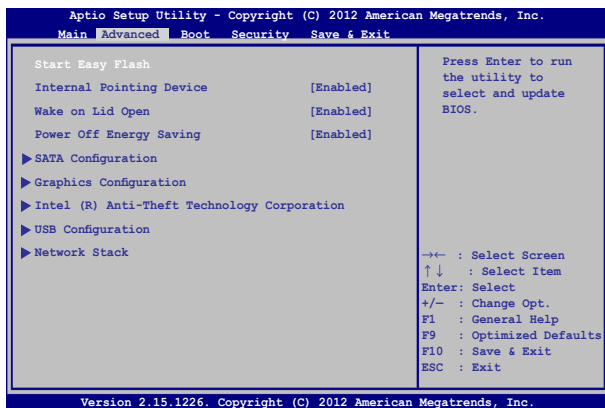 Aptio Setup Utility - Copyright (C) 2012 American Megatrends, Inc.
Main Advanced Boot Security Save & Exit
Start Easy Flash
Internal Pointing Device [Enabled]
Wake on Lid Open [Enabled]
Power Off Energy Saving [Enabled]
SATA Configuration
Graphics Configuration
Intel (R) Anti-Theft Technology Corporation
USB Configuration
Network Stack
Press Enter to run
the utility to
select and update
BIOS.
→← : Select Screen
↑↓ : Select Item
Enter: Select
+/— : Change Opt.
F1 : General Help
F9 : Optimized Defaults
F10 : Save & Exit
ESC : Exit
Version 2.15.1226. Copyright (C) 2012 American Megatrends, Inc.